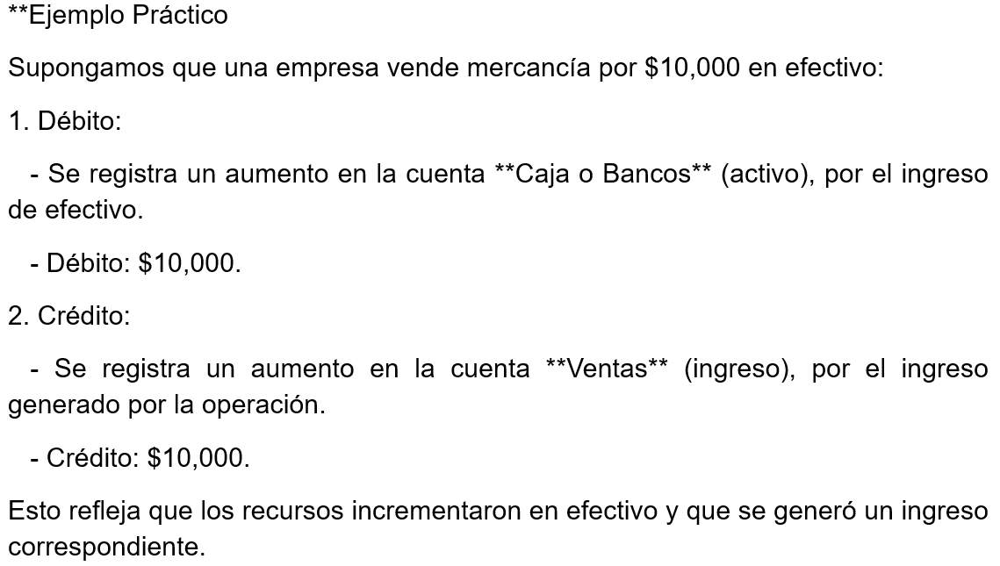 **Ejemplo Práctico
Supongamos que una empresa vende mercancía por $10,000 en efectivo:
1. Débito:
- Se registra un aumento en la cuenta **Caja o Bancos** (activo), por el ingreso
de efectivo.
- Débito: $10,000.
2. Crédito:
- Se registra un aumento en la cuenta **Ventas** (ingreso), por el ingreso
generado por la operación.
- Crédito: $10,000.
Esto refleja que los recursos incrementaron en efectivo y que se generó un ingreso
correspondiente.